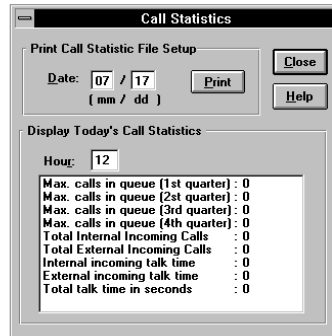 Call Statistics
Print Call Statistic File Setup
Date: 07 / 17
( mm / dd )
Print
Close
Help
Display Today's Call Statistics
Hour: 12
Max. calls in queue (1st quarter) : 0
Max. calls in queue (2st quarter) : 0
Max. calls in queue (3rd quarter) : 0
Max. calls in queue (4th quarter) : 0
Total Internal Incoming Calls : 0
Total External Incoming Calls : 0
Internal incoming talk time : 0
External incoming talk time : 0
Total talk time in seconds : 0